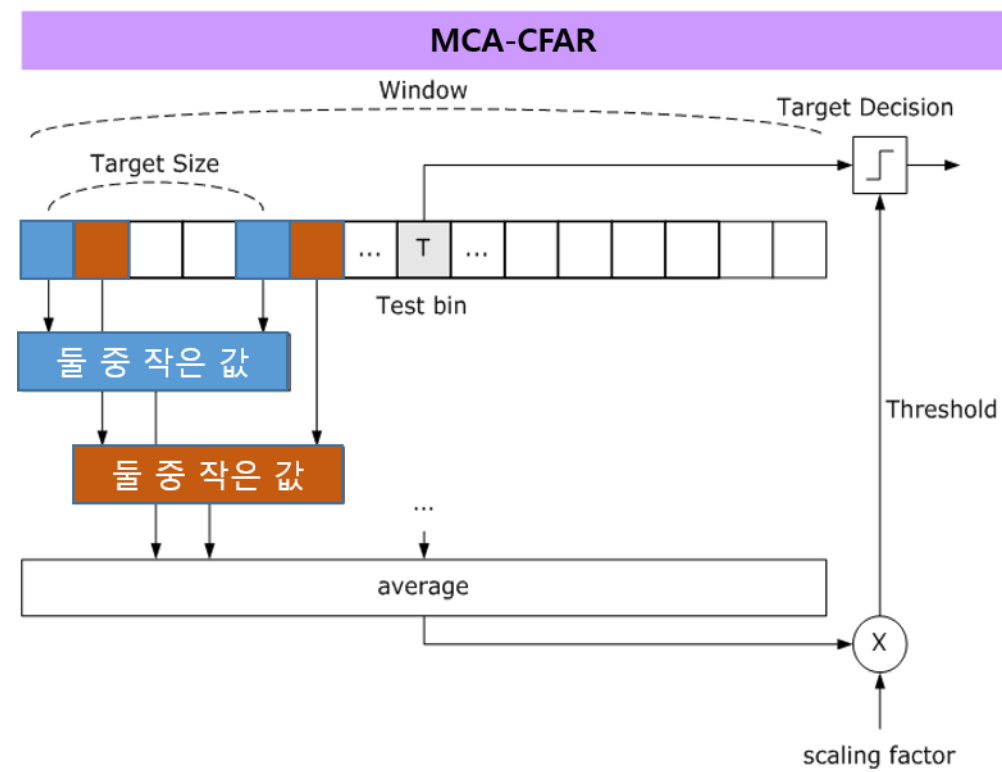 MCA-CFAR
Window
Target Decision
Target Size
... T ...
Test bin
둘 중 작은 값
Threshold
둘 중 작은 값
...
average
X
scaling factor